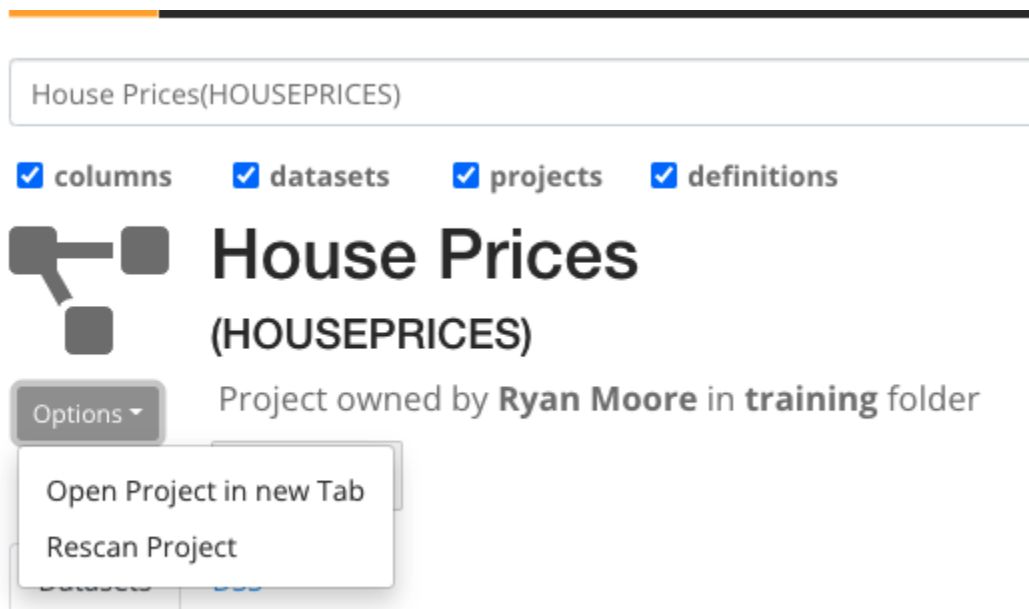 House Prices(HOUSEPRICES)
columns datasets projects definitions
House Prices
(HOUSEPRICES)
Options Project owned by Ryan Moore in training folder
Open Project in new Tab
Rescan Project